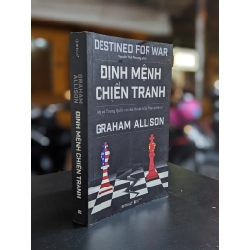 DESTINED FOR WAR
ĐỊNH MỆNH
CHIẾN TRANH
GRAHAM ALLISON
GRAHAM
ALLISON
ĐỊNH MỆNH CHIẾN TRANH